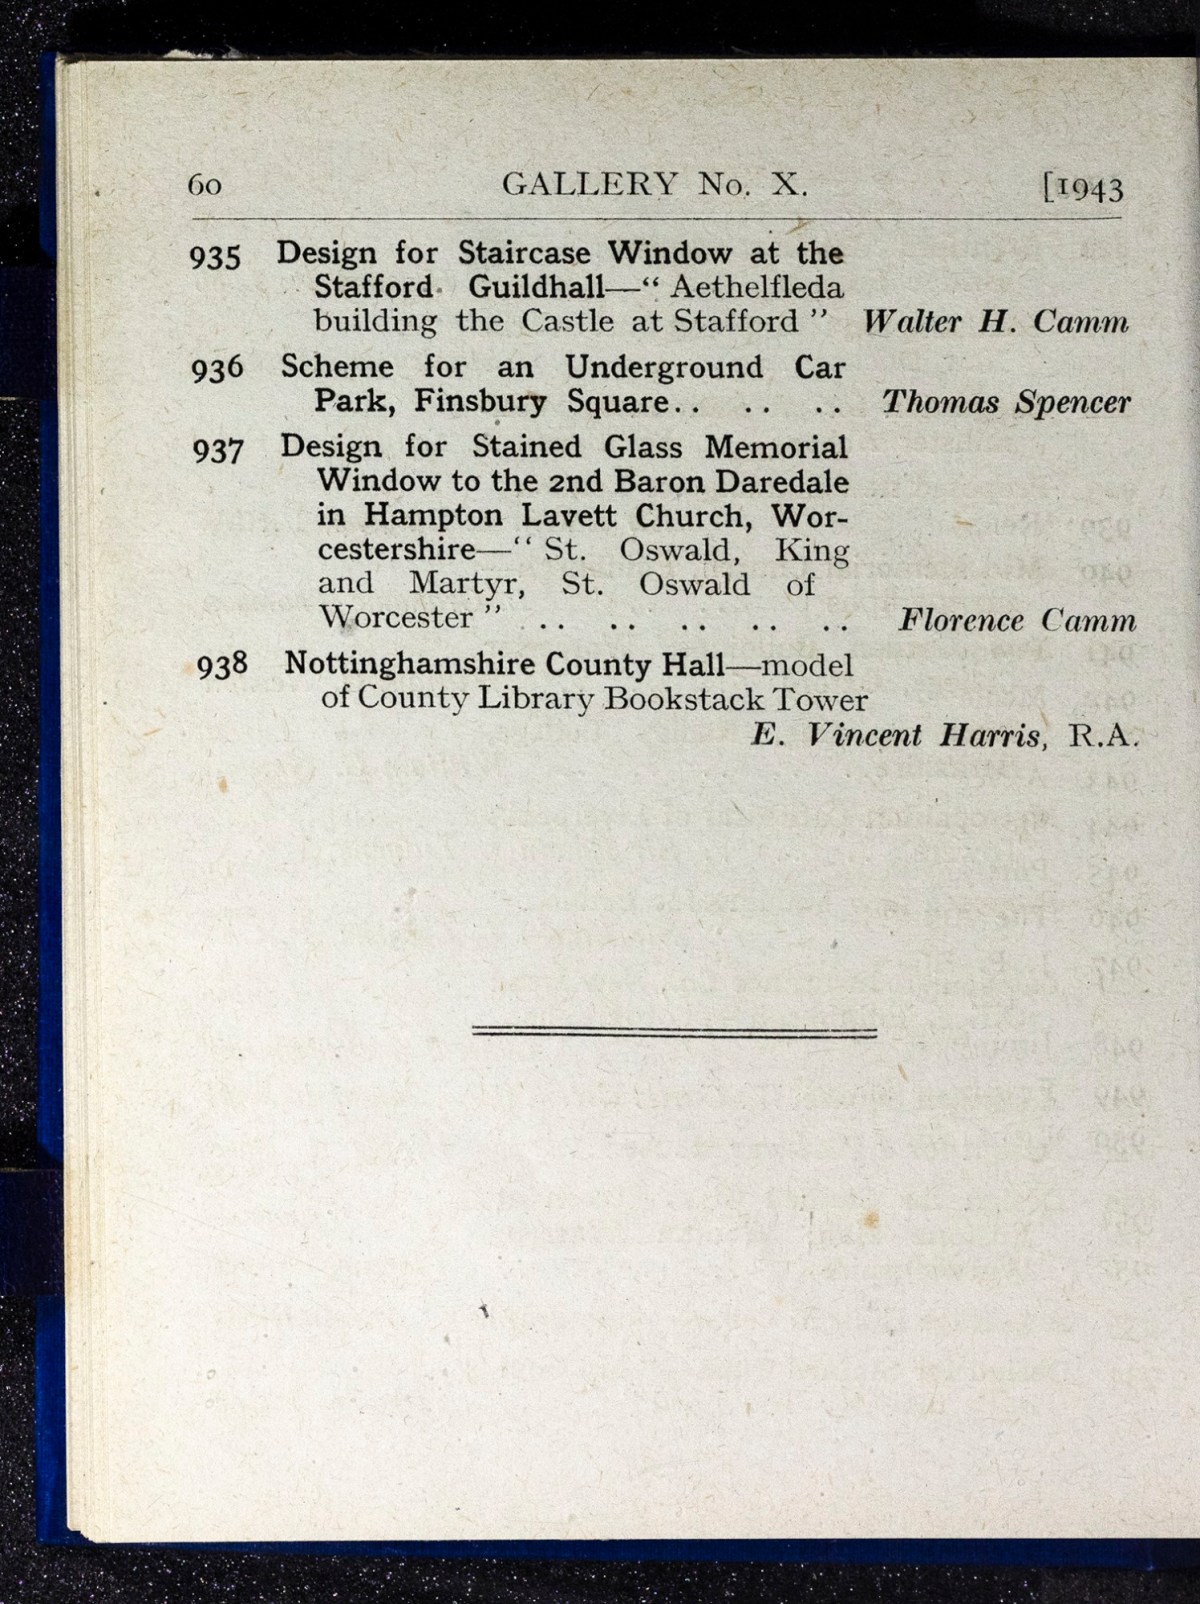 60 GALLERY No. X. [1943
935 Design for Staircase Window at the
Stafford Guildhall—“ Aethelfleda
building the Castle at Stafford ” Walter H. Camm
936 Scheme for an Underground Car
Park, Finsbury Square.. .. .. Thomas Spencer
937 Design for Stained Glass Memorial
Window to the 2nd Baron Daredale
in Hampton Lavett Church, Wor-
cestershire—“ St. Oswald, King
and Martyr, St. Oswald of
Worcester ” .. .. .. .. .. Florence Camm
938 Nottinghamshire County Hall—model
of County Library Bookstack Tower
E. Vincent Harris, R.A.